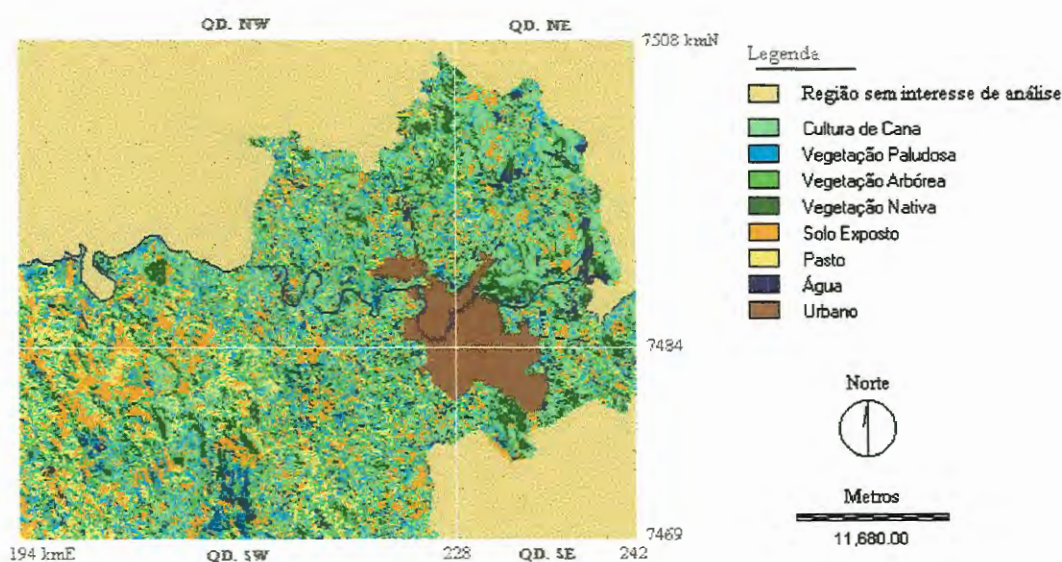 QD. NW
QD. NE
7508 kmN
7484
7469
194 kmE
QD. SW
228
QD. SE
242
Legenda
Região sem interesse de análise
Cultura de Cana
Vegetação Paludosa
Vegetação Arbórea
Vegetação Nativa
Solo Exposto
Pasto
Água
Urbano
Norte
Metros
11,680.00